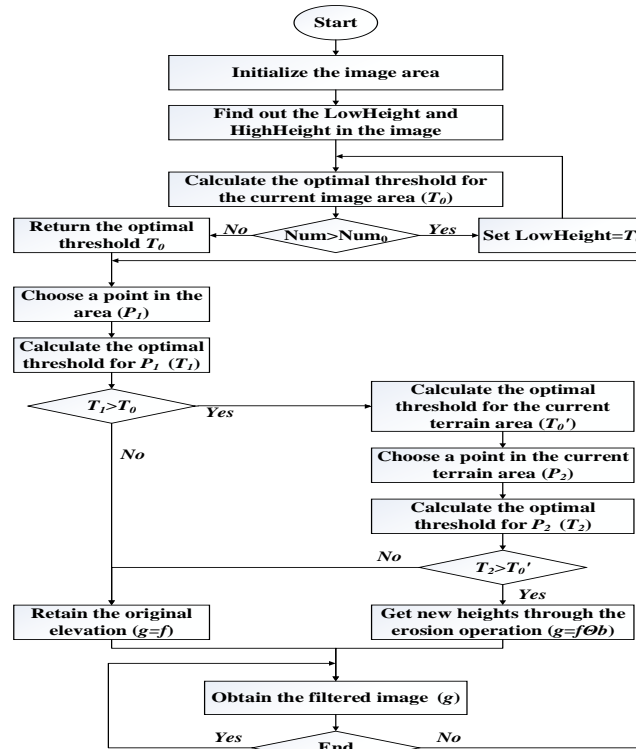 Start
Initialize the image area
Find out the LowHeight and
HighHeight in the image
Calculate the optimal threshold for
the current image area (T₀)
No
Num>Num₀
Yes
Return the optimal
threshold T₀
Set LowHeight=T
Choose a point in the
area (P₁)
Calculate the optimal
threshold for P₁ (T₁)
T₁>T₀
Yes
No
Calculate the optimal
threshold for the current
terrain area (T₀')
Choose a point in the current
terrain area (P₂)
Calculate the optimal
threshold for P₂ (T₂)
No
T₂>T₀'
Yes
Retain the original
elevation (g=f)
Get new heights through the
erosion operation (g=fΘb)
Obtain the filtered image (g)
Yes
End
No